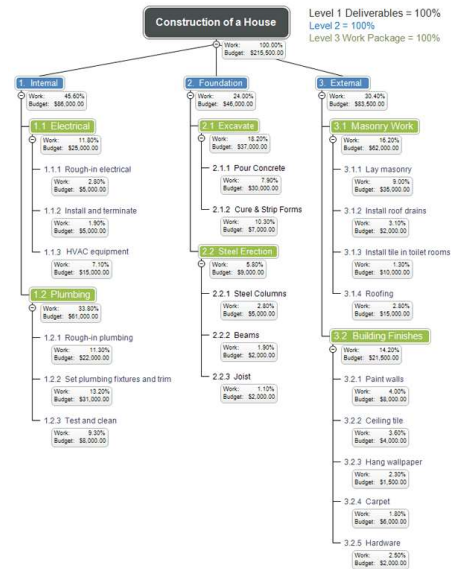 Construction of a House
Work: 100.00%
Budget: $215,500.00
Level 1 Deliverables = 100%
Level 2 = 100%
Level 3 Work Package = 100%
1. Internal
Work: 45.60%
Budget: $86,000.00
1.1 Electrical
Work: 11.80%
Budget: $25,000.00
1.1.1 Rough-in electrical
Work: 2.80%
Budget: $5,000.00
1.1.2 Install and terminate
Work: 1.90%
Budget: $5,000.00
1.1.3 HVAC equipment
Work: 7.10%
Budget: $15,000.00
1.2 Plumbing
Work: 33.80%
Budget: $61,000.00
1.2.1 Rough-in plumbing
Work: 11.30%
Budget: $22,000.00
1.2.2 Set plumbing fixtures and trim
Work: 13.20%
Budget: $31,000.00
1.2.3 Test and clean
Work: 9.30%
Budget: $8,000.00
2. Foundation
Work: 24.00%
Budget: $46,000.00
2.1 Excavate
Work: 18.20%
Budget: $37,000.00
2.1.1 Pour Concrete
Work: 7.90%
Budget: $30,000.00
2.1.2 Cure & Strip Forms
Work: 10.30%
Budget: $7,000.00
2.2 Steel Erection
Work: 5.80%
Budget: $9,000.00
2.2.1 Steel Columns
Work: 2.80%
Budget: $5,000.00
2.2.2 Beams
Work: 1.90%
Budget: $2,000.00
2.2.3 Joist
Work: 1.10%
Budget: $2,000.00
3. External
Work: 30.40%
Budget: $83,500.00
3.1 Masonry Work
Work: 16.20%
Budget: $62,000.00
3.1.1 Lay masonry
Work: 9.00%
Budget: $35,000.00
3.1.2 Install roof drains
Work: 3.10%
Budget: $2,000.00
3.1.3 Install tile in toilet rooms
Work: 1.30%
Budget: $10,000.00
3.1.4 Roofing
Work: 2.80%
Budget: $15,000.00
3.2 Building Finishes
Work: 14.20%
Budget: $21,500.00
3.2.1 Paint walls
Work: 4.00%
Budget: $8,000.00
3.2.2 Ceiling tile
Work: 3.60%
Budget: $4,000.00
3.2.3 Hang wallpaper
Work: 2.30%
Budget: $1,500.00
3.2.4 Carpet
Work: 1.80%
Budget: $6,000.00
3.2.5 Hardware
Work: 2.50%
Budget: $2,000.00